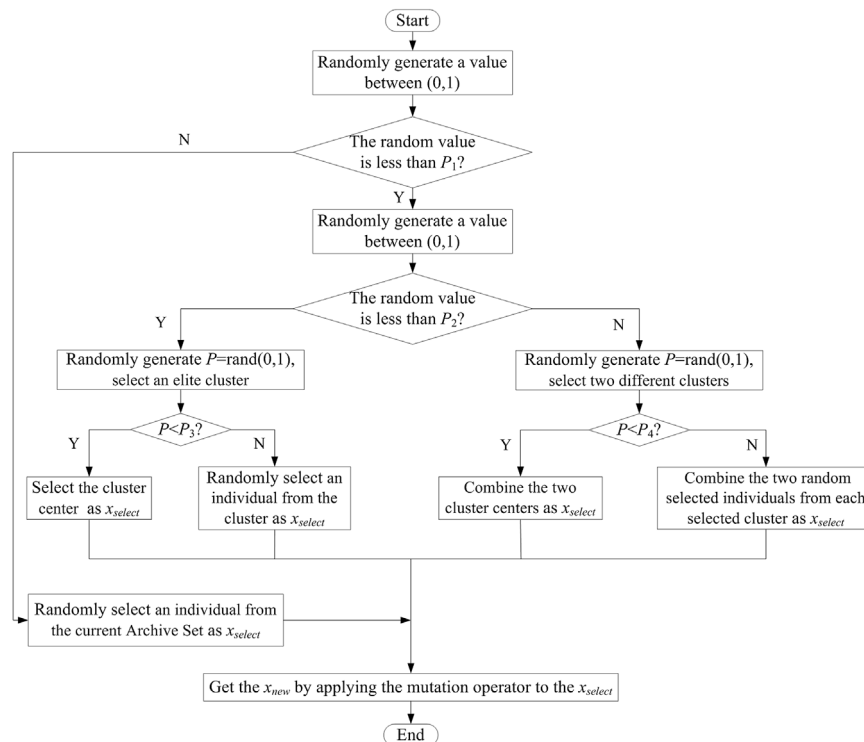 Start
Randomly generate a value
between (0,1)
N
The random value
is less than P1?
Y
Randomly generate a value
between (0,1)
The random value
is less than P2?
Y
N
Randomly generate P=rand(0,1),
select an elite cluster
Randomly generate P=rand(0,1),
select two different clusters
P<P3?
Y
N
P<P4?
Y
N
Select the cluster
center as xselect
Randomly select an
individual from the
cluster as xselect
Combine the two
cluster centers as xselect
Combine the two random
selected individuals from each
selected cluster as xselect
Randomly select an individual from
the current Archive Set as xselect
Get the xnew by applying the mutation operator to the xselect
End